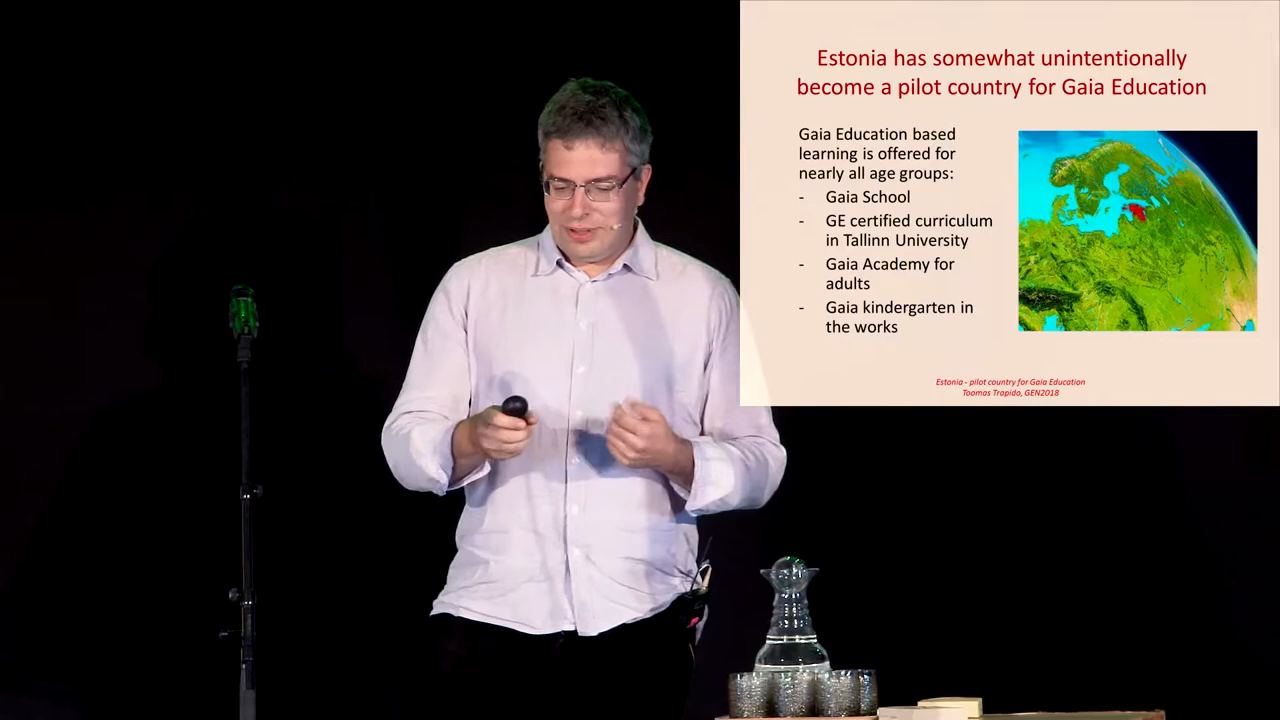 Estonia has somewhat unintentionally
become a pilot country for Gaia Education
Gaia Education based
learning is offered for
nearly all age groups:
- Gaia School
- GE certified curriculum
in Tallinn University
- Gaia Academy for
adults
- Gaia kindergarten in
the works
Estonia - pilot country for Gaia Education
Toomas Trapido, GEN2018